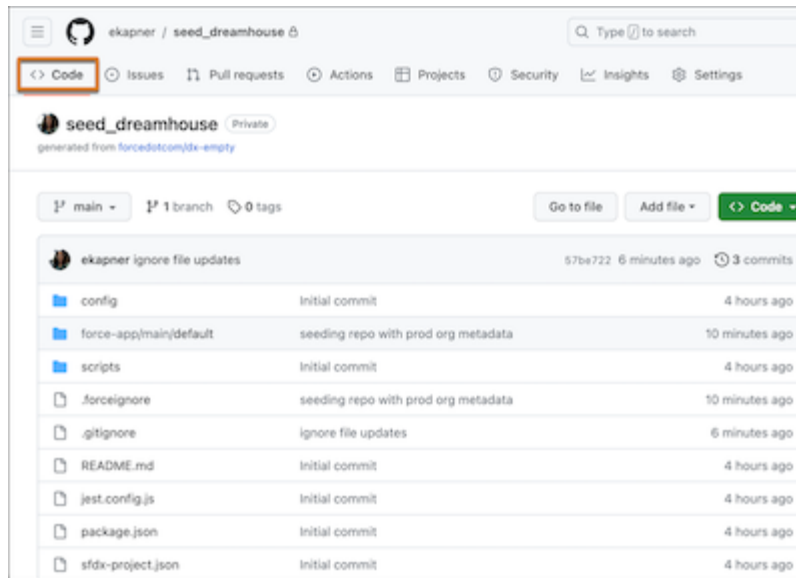 ekapner / seed_dreamhouse
Type / to search
Code Issues Pull requests Actions Projects Security Insights Settings
seed_dreamhouse Private
generated from forcedotcom/dx-empty
main 1 branch 0 tags Go to file Add file Code
ekapner ignore file updates 57be722 6 minutes ago 3 commits
config Initial commit 4 hours ago
force-app/main/default seeding repo with prod org metadata 10 minutes ago
scripts Initial commit 4 hours ago
.forceignore seeding repo with prod org metadata 10 minutes ago
.gitignore ignore file updates 6 minutes ago
README.md Initial commit 4 hours ago
jest.config.js Initial commit 4 hours ago
package.json Initial commit 4 hours ago
sfdx-project.json Initial commit 4 hours ago